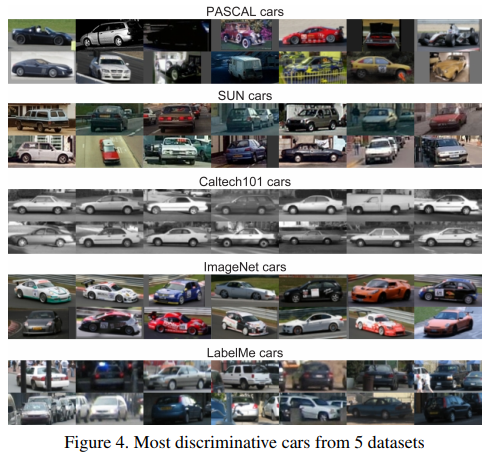 PASCAL cars
SUN cars
Caltech101 cars
ImageNet cars
LabelMe cars
Figure 4. Most discriminative cars from 5 datasets